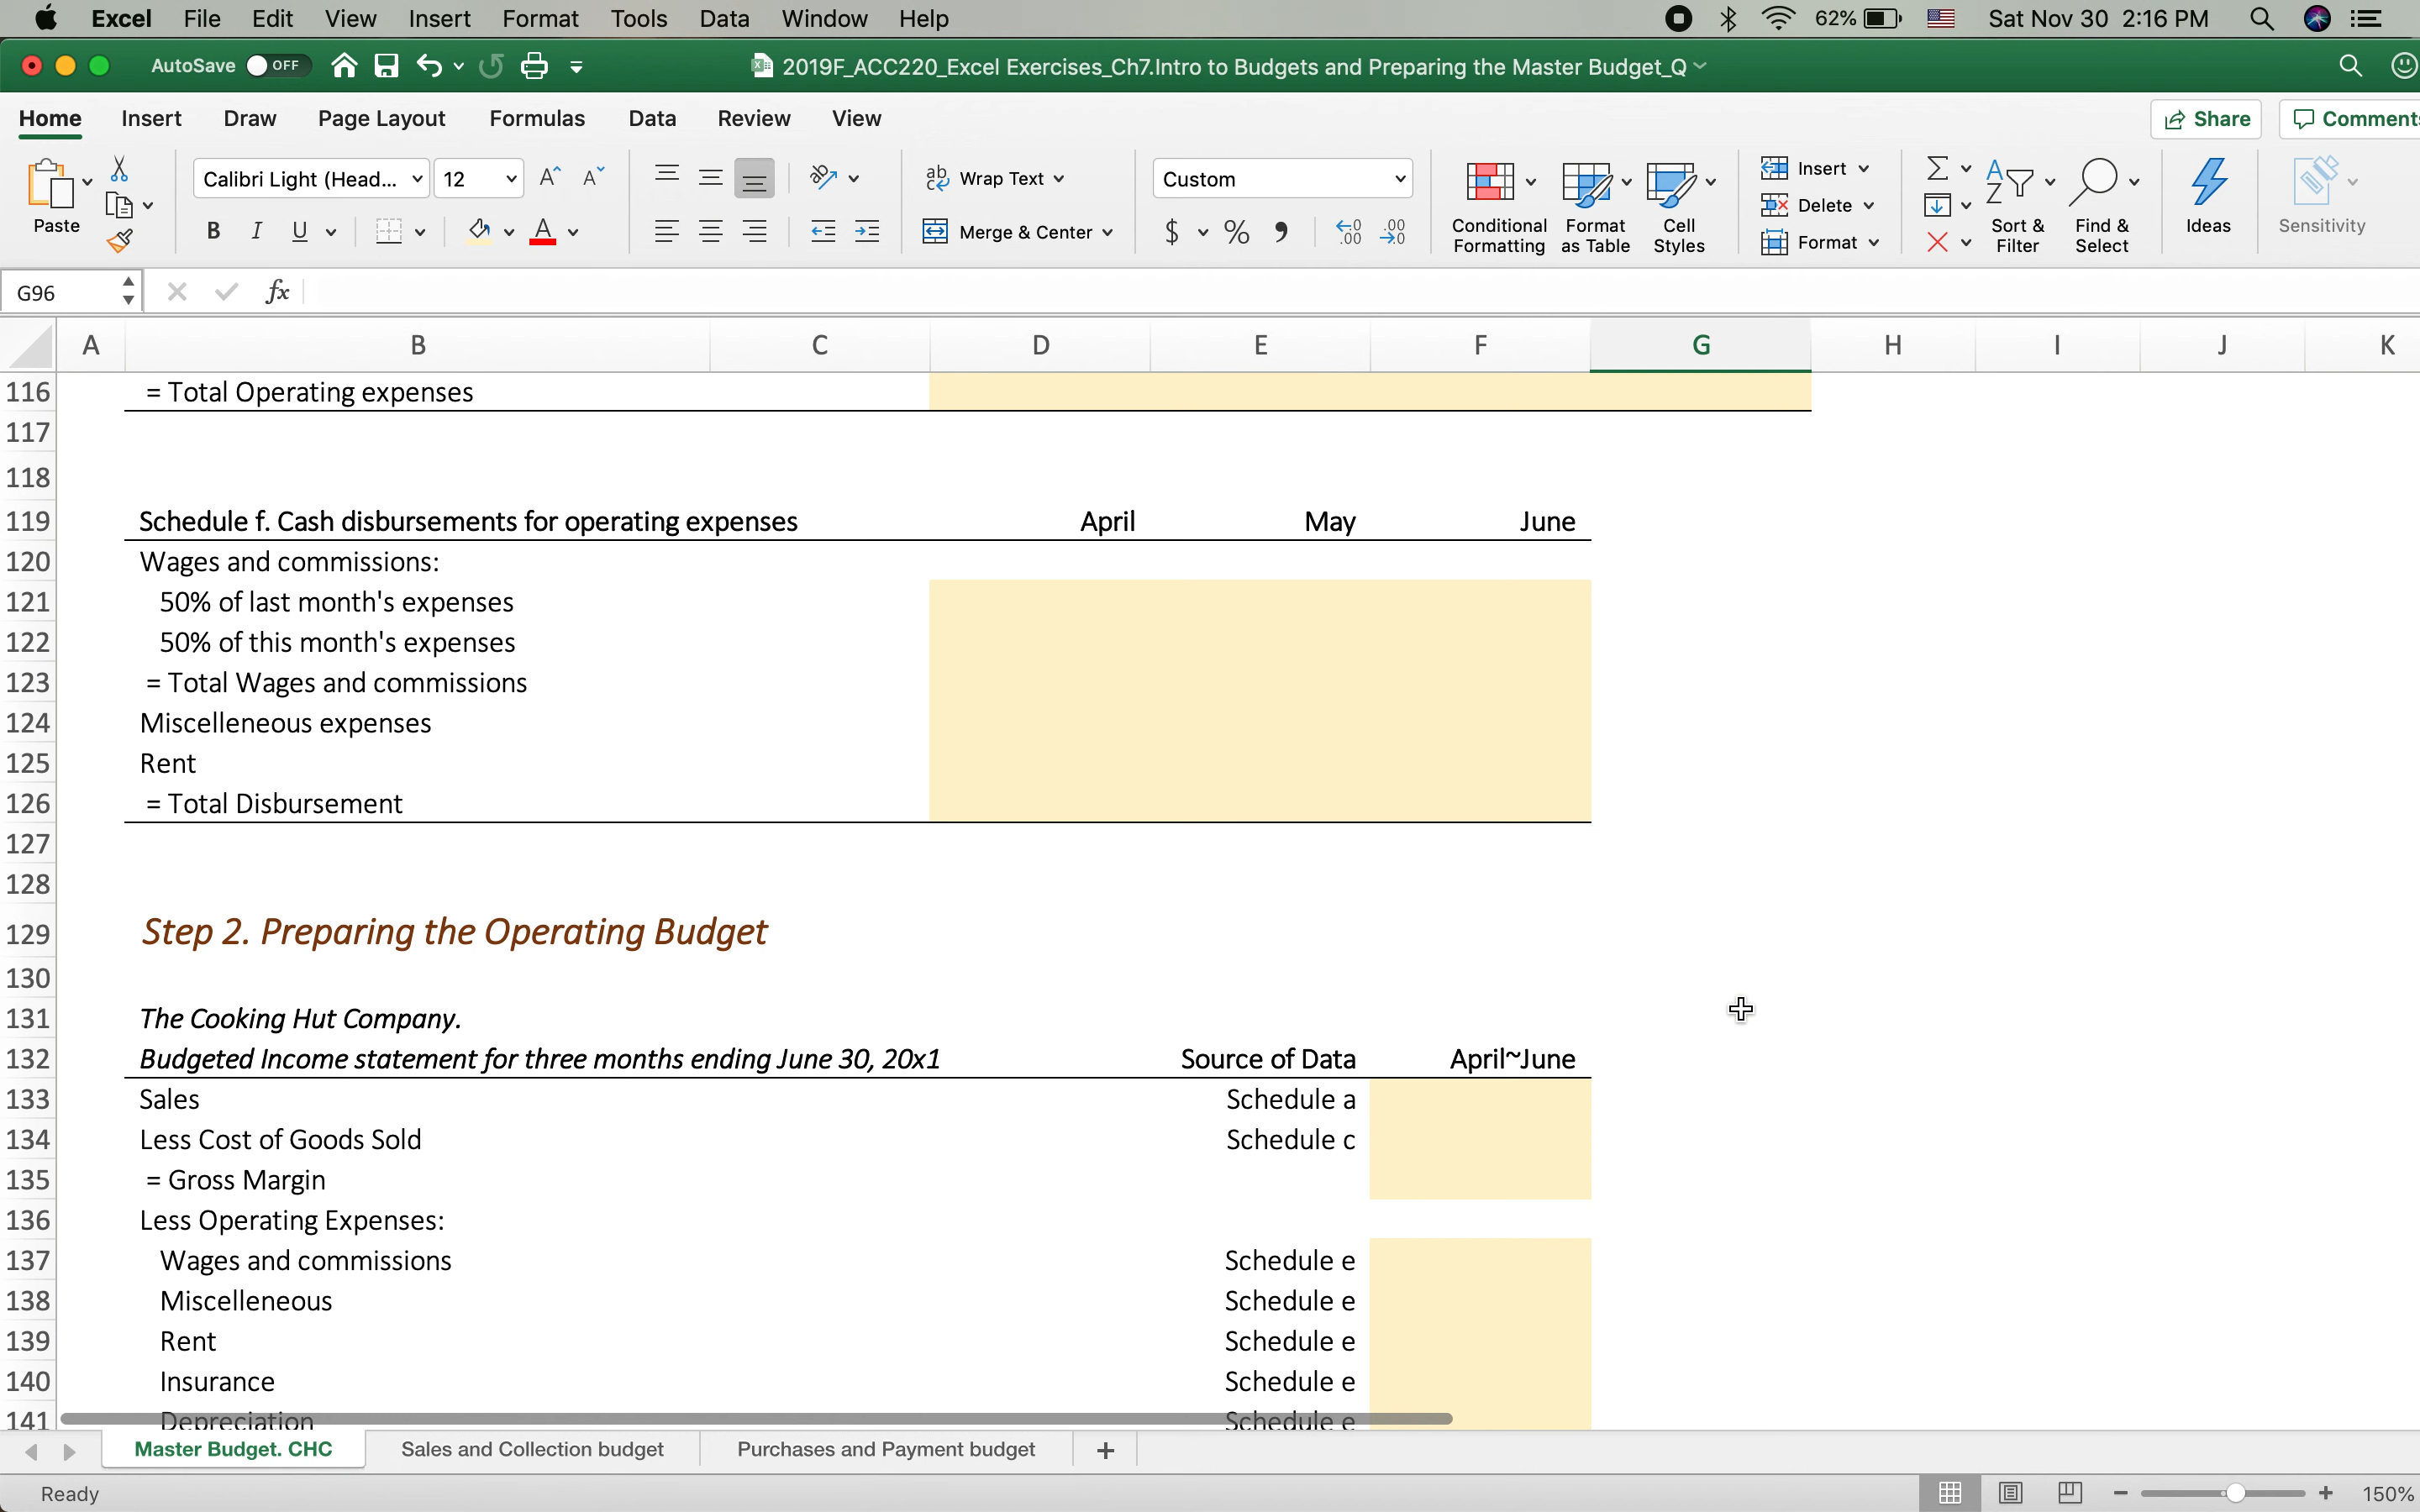 Excel File Edit View Insert Format Tools Data Window Help 62% Sat Nov 30 2:16 PM
AutoSave OFF 2019F_ACC220_Excel Exercises_Ch7.Intro to Budgets and Preparing the Master Budget_Q
Home Insert Draw Page Layout Formulas Data Review View Share Comments
Paste Calibri Light (Head... 12 Wrap Text Custom Insert
B I U Merge & Center $ % Conditional Formatting Format as Table Cell Styles Delete Format Sort & Filter Find & Select Ideas Sensitivity
G96 fx
A B C D E F G H I J K
116 = Total Operating expenses
117
118
119 Schedule f. Cash disbursements for operating expenses April May June
120 Wages and commissions:
121 50% of last month's expenses
122 50% of this month's expenses
123 = Total Wages and commissions
124 Miscelleneous expenses
125 Rent
126 = Total Disbursement
127
128
129 Step 2. Preparing the Operating Budget
130
131 The Cooking Hut Company.
132 Budgeted Income statement for three months ending June 30, 20x1 Source of Data April~June
133 Sales Schedule a
134 Less Cost of Goods Sold Schedule c
135 = Gross Margin
136 Less Operating Expenses:
137 Wages and commissions Schedule e
138 Miscelleneous Schedule e
139 Rent Schedule e
140 Insurance Schedule e
141 Depreciation Schedule e
Master Budget. CHC Sales and Collection budget Purchases and Payment budget +
Ready 150%